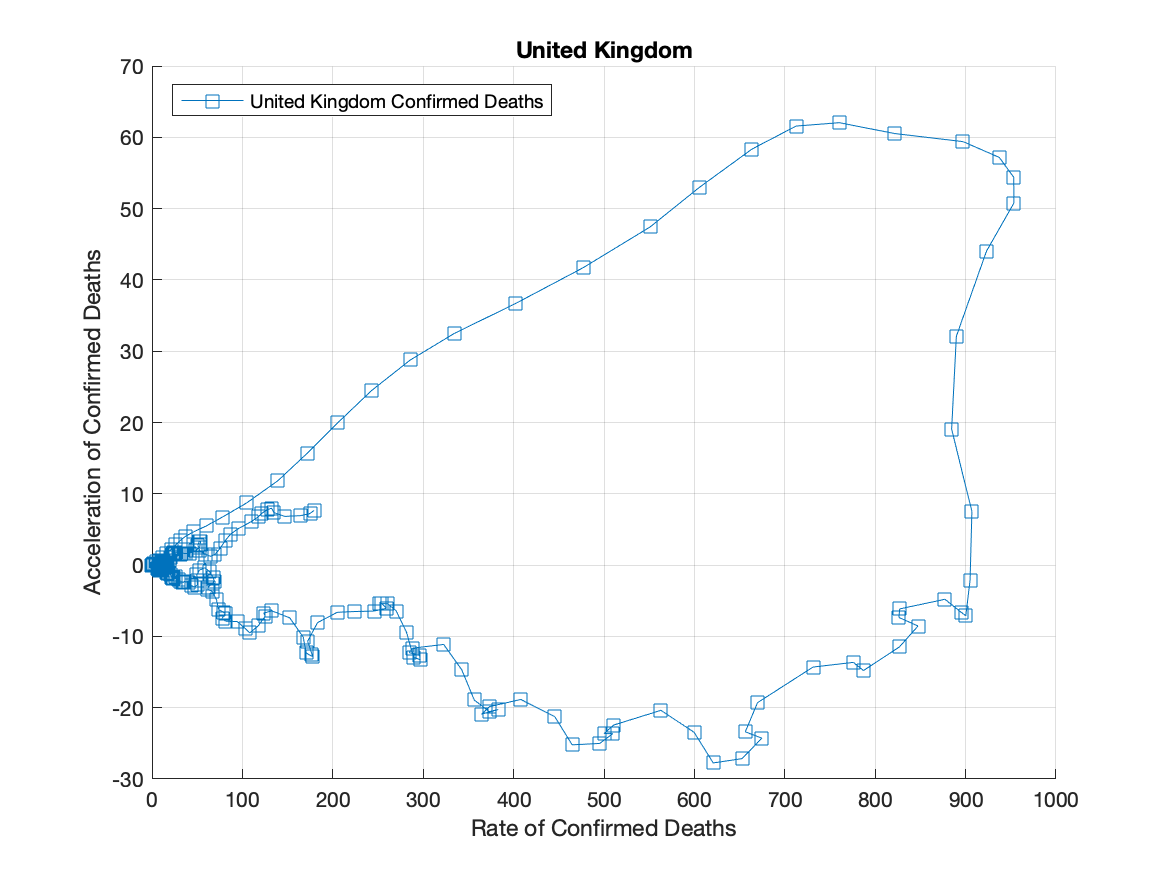 United Kingdom
United Kingdom Confirmed Deaths
70
60
50
40
30
20
10
0
-10
-20
-30
Acceleration of Confirmed Deaths
0 100 200 300 400 500 600 700 800 900 1000
Rate of Confirmed Deaths